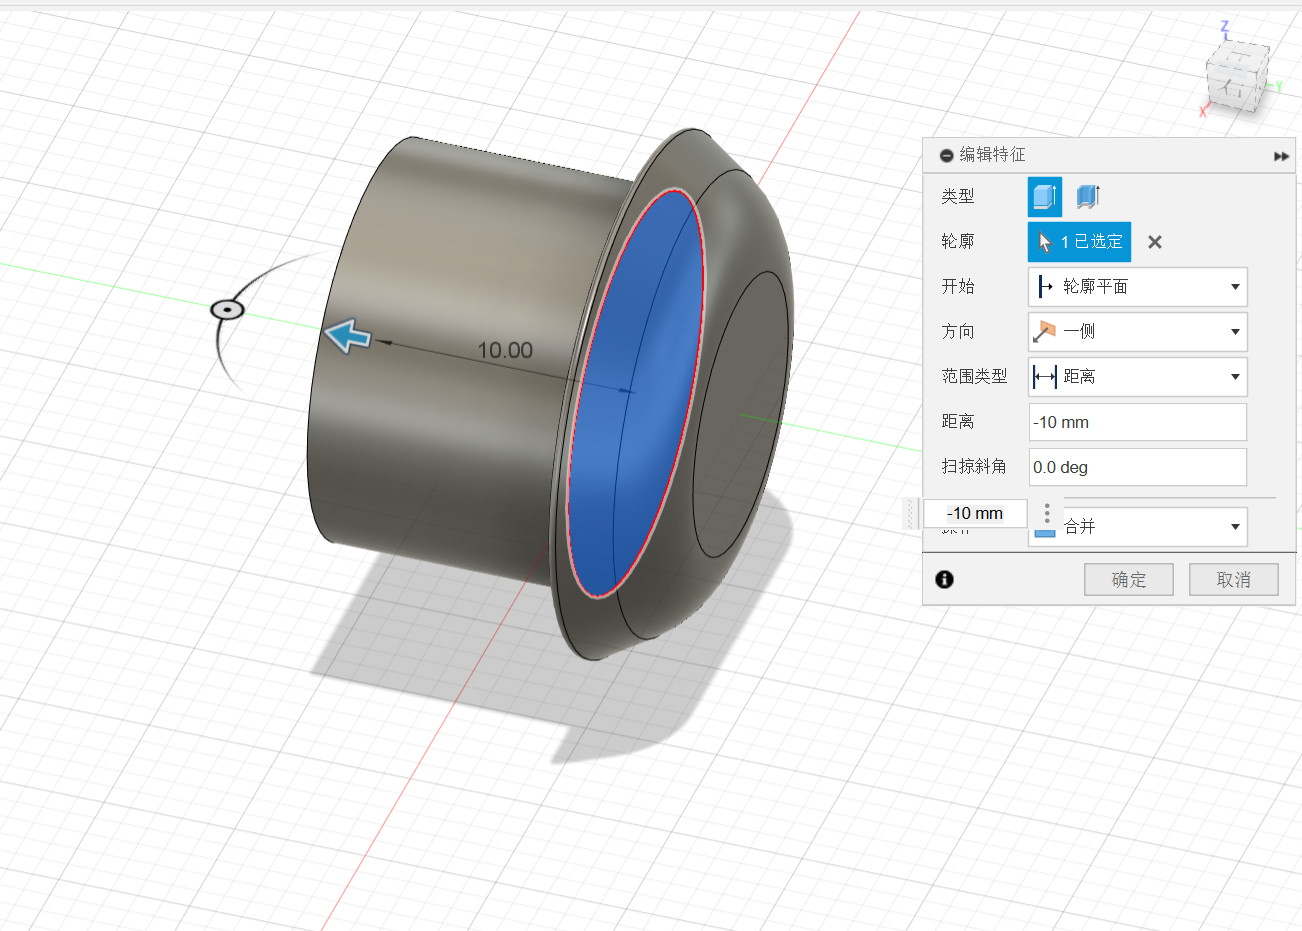 Z
Y
X
上
右
编辑特征
类型
轮廓 1 已选定
开始 轮廓平面
方向 一侧
范围类型 距离
距离 -10 mm
扫掠斜角 0.0 deg
-10 mm
合并
确定 取消
10.00